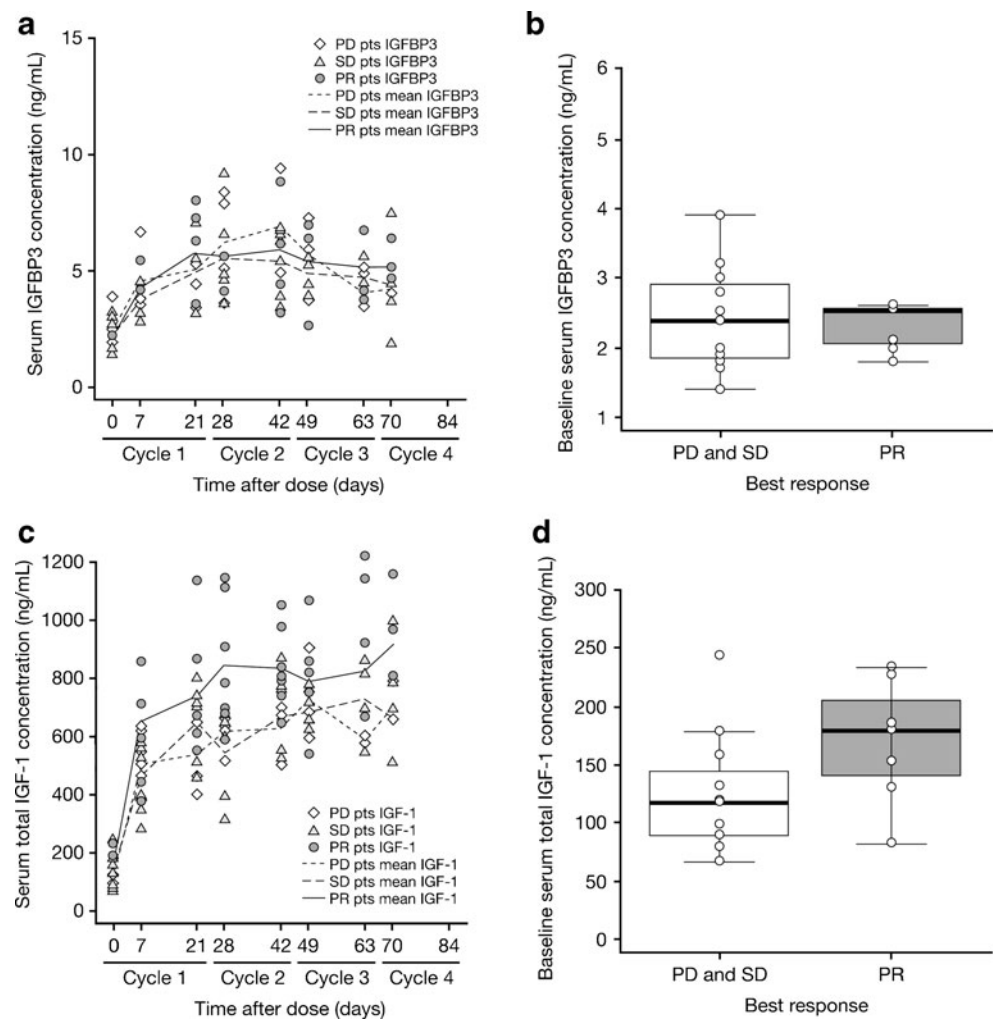 a
15
10
5
0
Serum IGFBP3 concentration (ng/mL)
PD pts IGFBP3
SD pts IGFBP3
PR pts IGFBP3
PD pts mean IGFBP3
SD pts mean IGFBP3
PR pts mean IGFBP3
0 7 21 28 42 49 63 70 84
Cycle 1 Cycle 2 Cycle 3 Cycle 4
Time after dose (days)
b
6
5
4
3
2
1
Baseline serum IGFBP3 concentration (ng/mL)
PD and SD PR
Best response
c
1200
1000
800
600
400
200
0
Serum total IGF-1 concentration (ng/mL)
PD pts IGF-1
SD pts IGF-1
PR pts IGF-1
PD pts mean IGF-1
SD pts mean IGF-1
PR pts mean IGF-1
0 7 21 28 42 49 63 70 84
Cycle 1 Cycle 2 Cycle 3 Cycle 4
Time after dose (days)
d
300
250
200
150
100
50
0
Baseline serum total IGF-1 concentration (ng/mL)
PD and SD PR
Best response